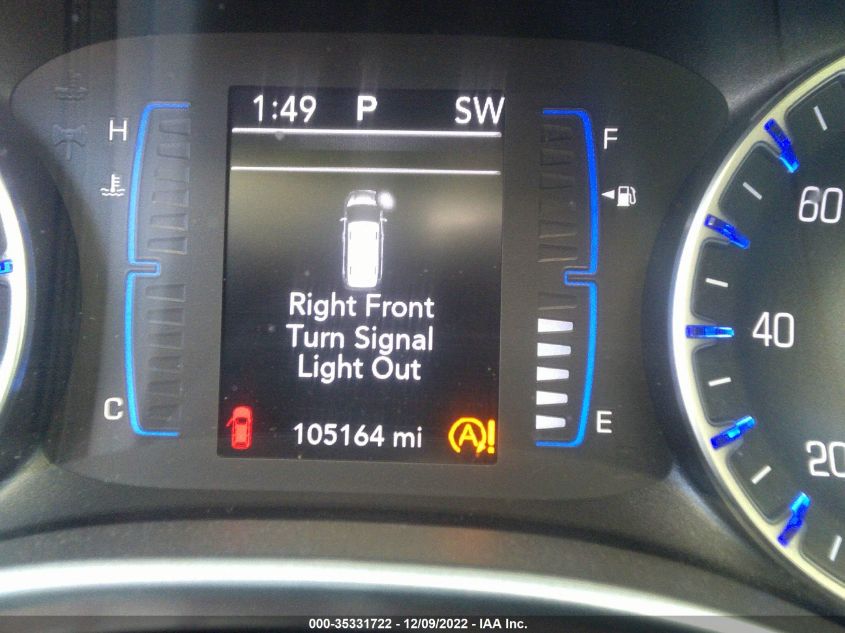 1:49 P SW
H
F
60
Right Front
Turn Signal
Light Out
40
C
E
105164 mi
A !
20
000-35331722 - 12/09/2022 - IAA Inc.